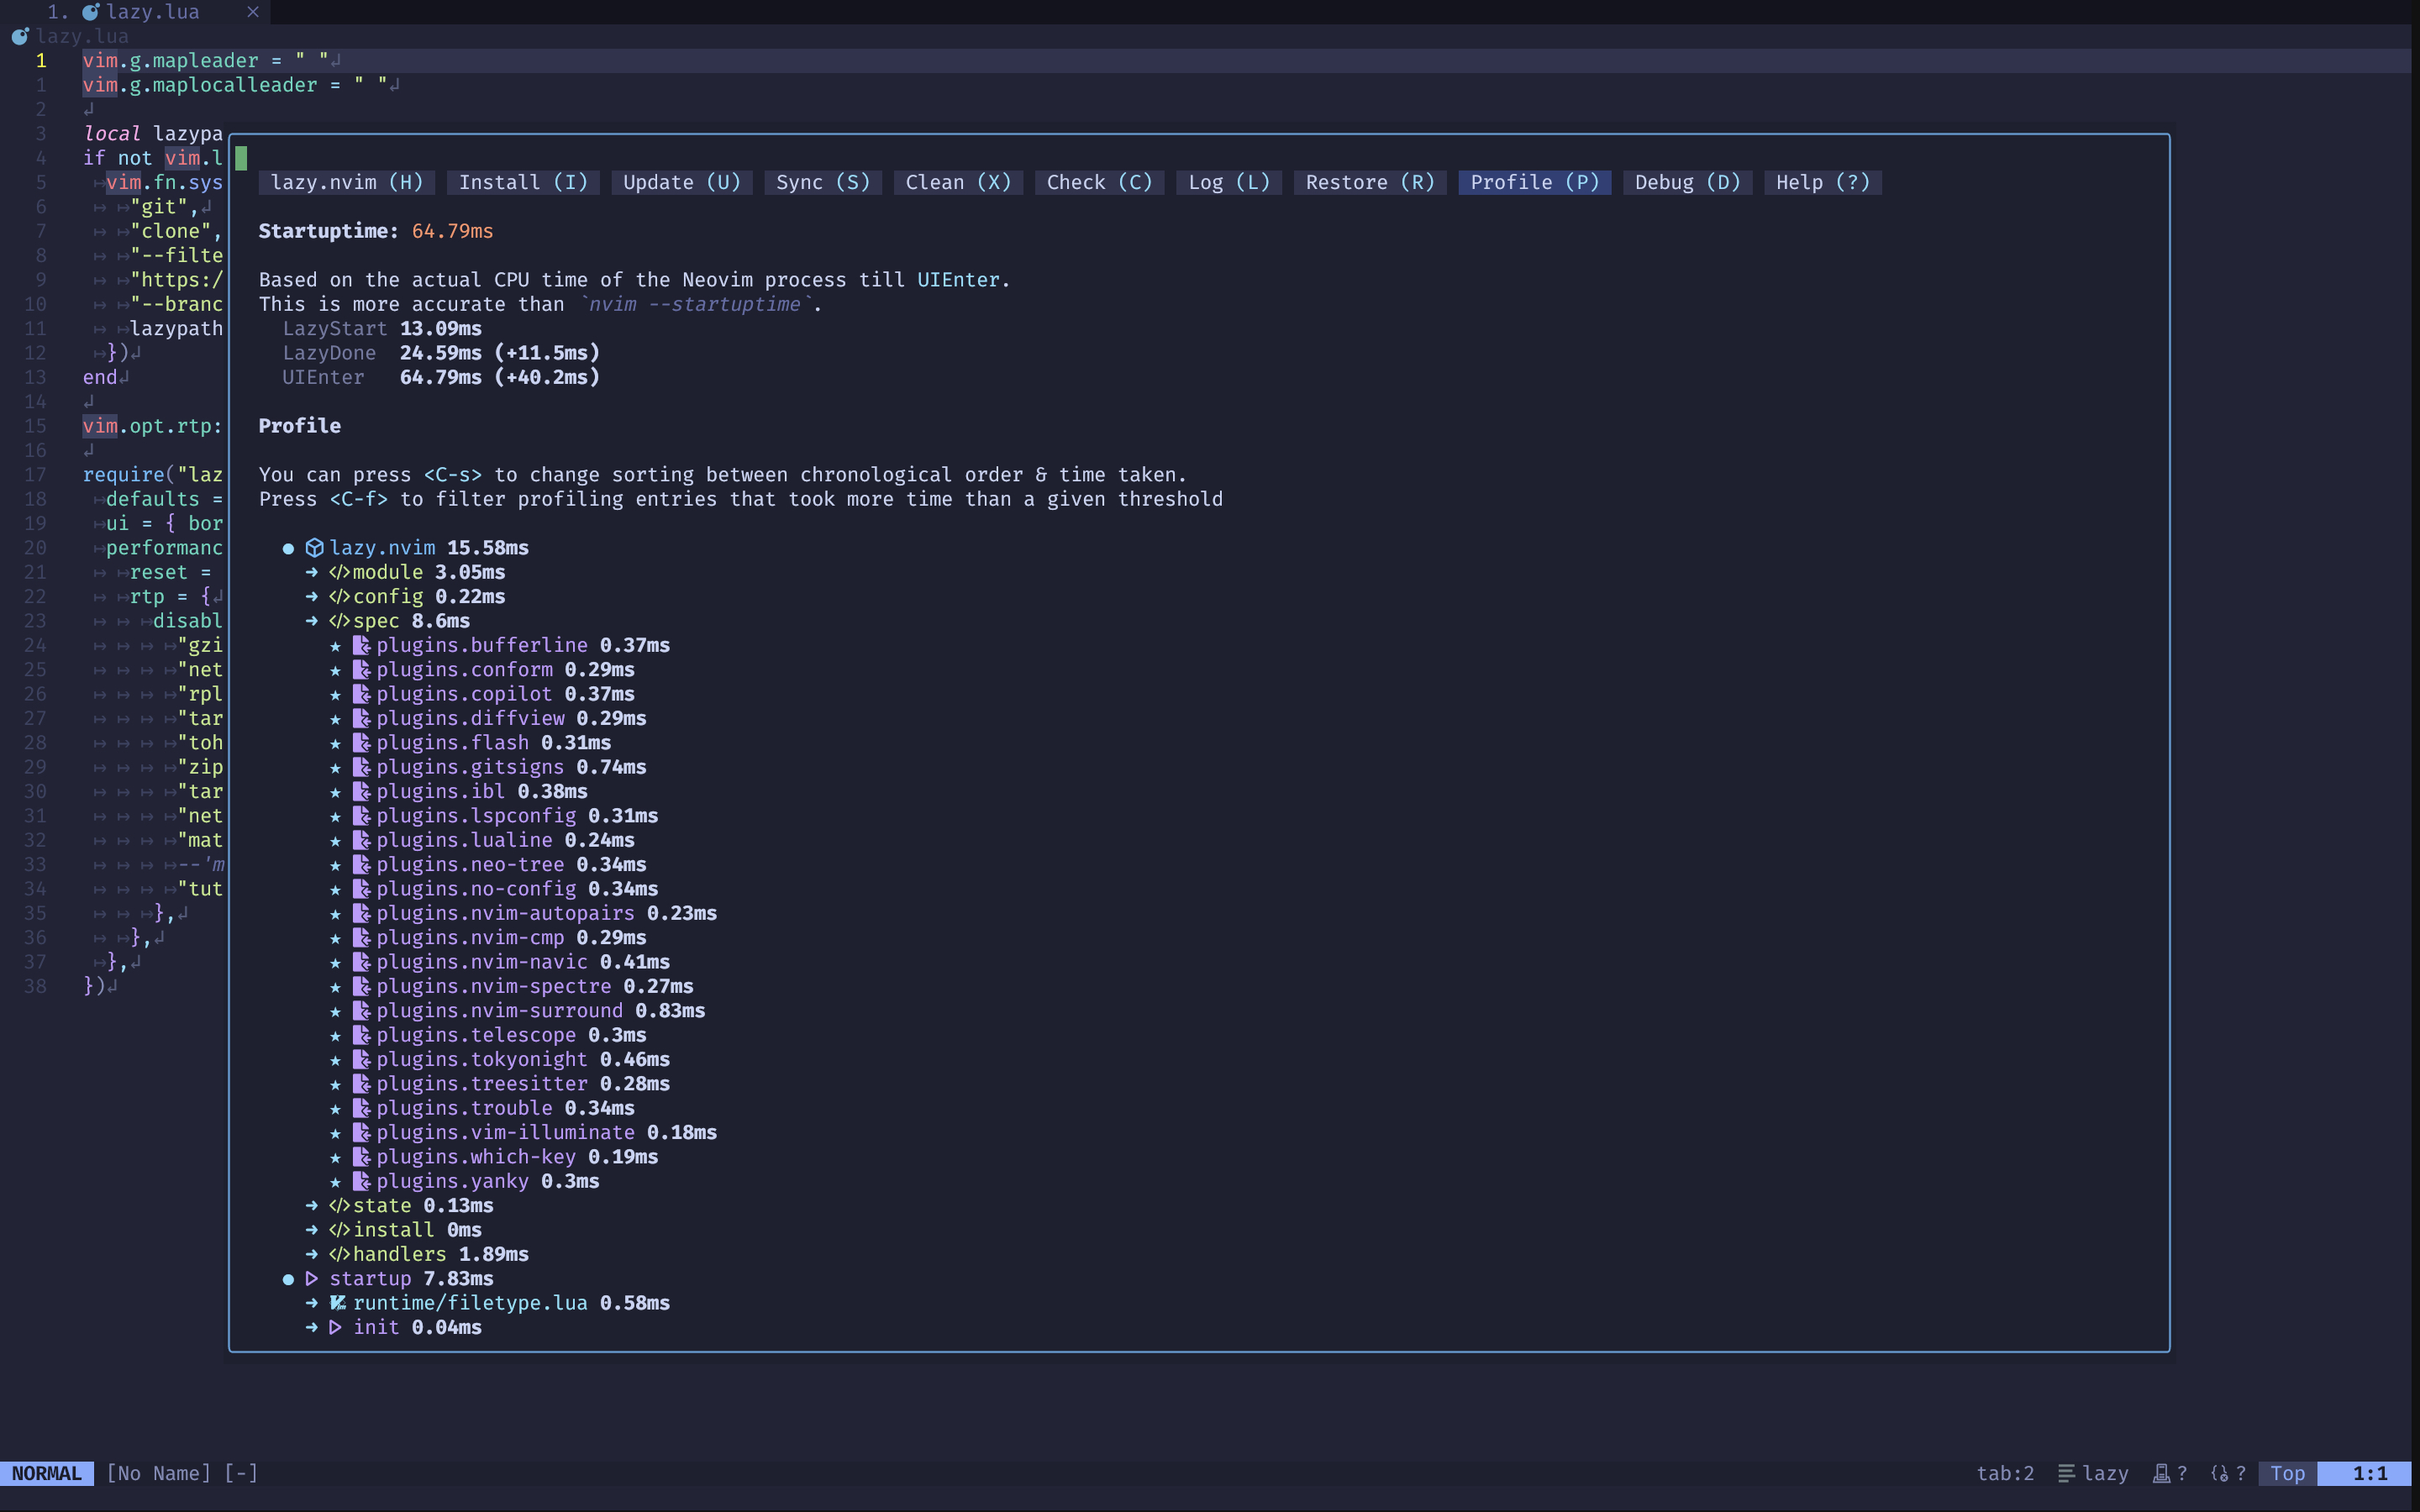 1. lazy.lua ×
lazy.lua
1 vim.g.mapleader = " "
1 vim.g.maplocalleader = " "
2
3 local lazypa
4 if not vim.l
5 vim.fn.sys
6 "git",
7 "clone",
8 "--filte
9 "https:/
10 "--branc
11 lazypath
12 })
13 end
14
15 vim.opt.rtp:
16
17 require("laz
18 defaults =
19 ui = { bor
20 performanc
21 reset =
22 rtp = {
23 disabl
24 "gzi
25 "net
26 "rpl
27 "tar
28 "toh
29 "zip
30 "tar
31 "net
32 "mat
33 --'m
34 "tut
35 },
36 },
37 },
38 })
lazy.nvim (H) Install (I) Update (U) Sync (S) Clean (X) Check (C) Log (L) Restore (R) Profile (P) Debug (D) Help (?)
Startuptime: 64.79ms
Based on the actual CPU time of the Neovim process till UIEnter.
This is more accurate than `nvim --startuptime`.
LazyStart 13.09ms
LazyDone 24.59ms (+11.5ms)
UIEnter 64.79ms (+40.2ms)
Profile
You can press <C-s> to change sorting between chronological order & time taken.
Press <C-f> to filter profiling entries that took more time than a given threshold
● lazy.nvim 15.58ms
➜ </>module 3.05ms
➜ </>config 0.22ms
➜ </>spec 8.6ms
★ plugins.bufferline 0.37ms
★ plugins.conform 0.29ms
★ plugins.copilot 0.37ms
★ plugins.diffview 0.29ms
★ plugins.flash 0.31ms
★ plugins.gitsigns 0.74ms
★ plugins.ibl 0.38ms
★ plugins.lspconfig 0.31ms
★ plugins.lualine 0.24ms
★ plugins.neo-tree 0.34ms
★ plugins.no-config 0.34ms
★ plugins.nvim-autopairs 0.23ms
★ plugins.nvim-cmp 0.29ms
★ plugins.nvim-navic 0.41ms
★ plugins.nvim-spectre 0.27ms
★ plugins.nvim-surround 0.83ms
★ plugins.telescope 0.3ms
★ plugins.tokyonight 0.46ms
★ plugins.treesitter 0.28ms
★ plugins.trouble 0.34ms
★ plugins.vim-illuminate 0.18ms
★ plugins.which-key 0.19ms
★ plugins.yanky 0.3ms
➜ </>state 0.13ms
➜ </>install 0ms
➜ </>handlers 1.89ms
● startup 7.83ms
➜ runtime/filetype.lua 0.58ms
➜ init 0.04ms
NORMAL [No Name] [-] tab:2 lazy ? ? Top 1:1